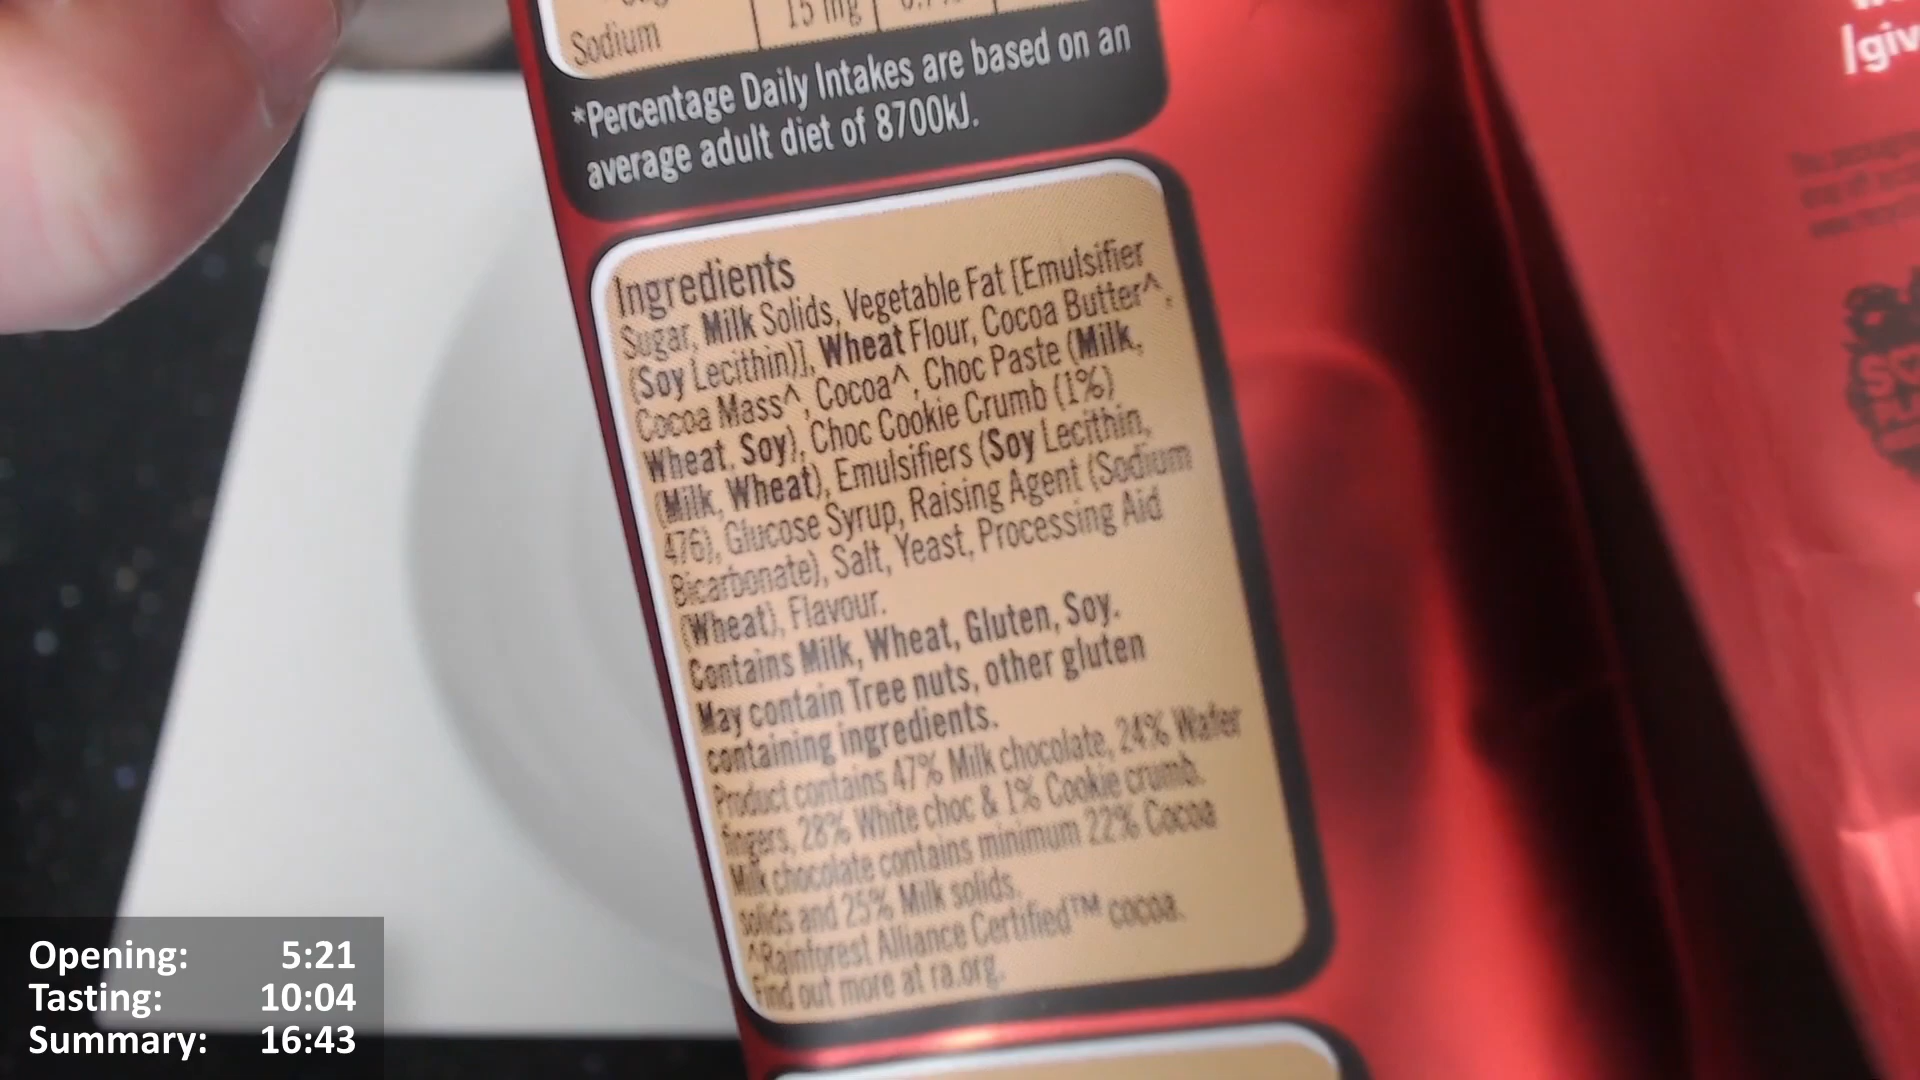 Sodium 15 mg
*Percentage Daily Intakes are based on an
average adult diet of 8700kJ.
Ingredients
Sugar, Milk Solids, Vegetable Fat [Emulsifier
(Soy Lecithin)], Wheat Flour, Cocoa Butter^,
Cocoa Mass^, Cocoa^, Choc Paste (Milk,
Wheat, Soy), Choc Cookie Crumb (1%)
(Milk, Wheat), Emulsifiers (Soy Lecithin,
476), Glucose Syrup, Raising Agent (Sodium
Bicarbonate), Salt, Yeast, Processing Aid
(Wheat), Flavour.
Contains Milk, Wheat, Gluten, Soy.
May contain Tree nuts, other gluten
containing ingredients.
Product contains 47% Milk chocolate, 24% Wafer
fingers, 28% White choc & 1% Cookie crumb.
Milk chocolate contains minimum 22% Cocoa
solids and 25% Milk solids.
^Rainforest Alliance Certified™ cocoa.
Find out more at ra.org.
/giv
Opening: 5:21
Tasting: 10:04
Summary: 16:43